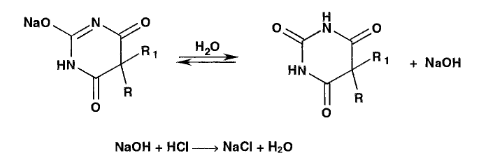 NaO N O
HN R₁
R
O
H₂O
H
N
O O
HN R₁
R
O
+ NaOH
NaOH + HCl ⟶ NaCl + H₂O